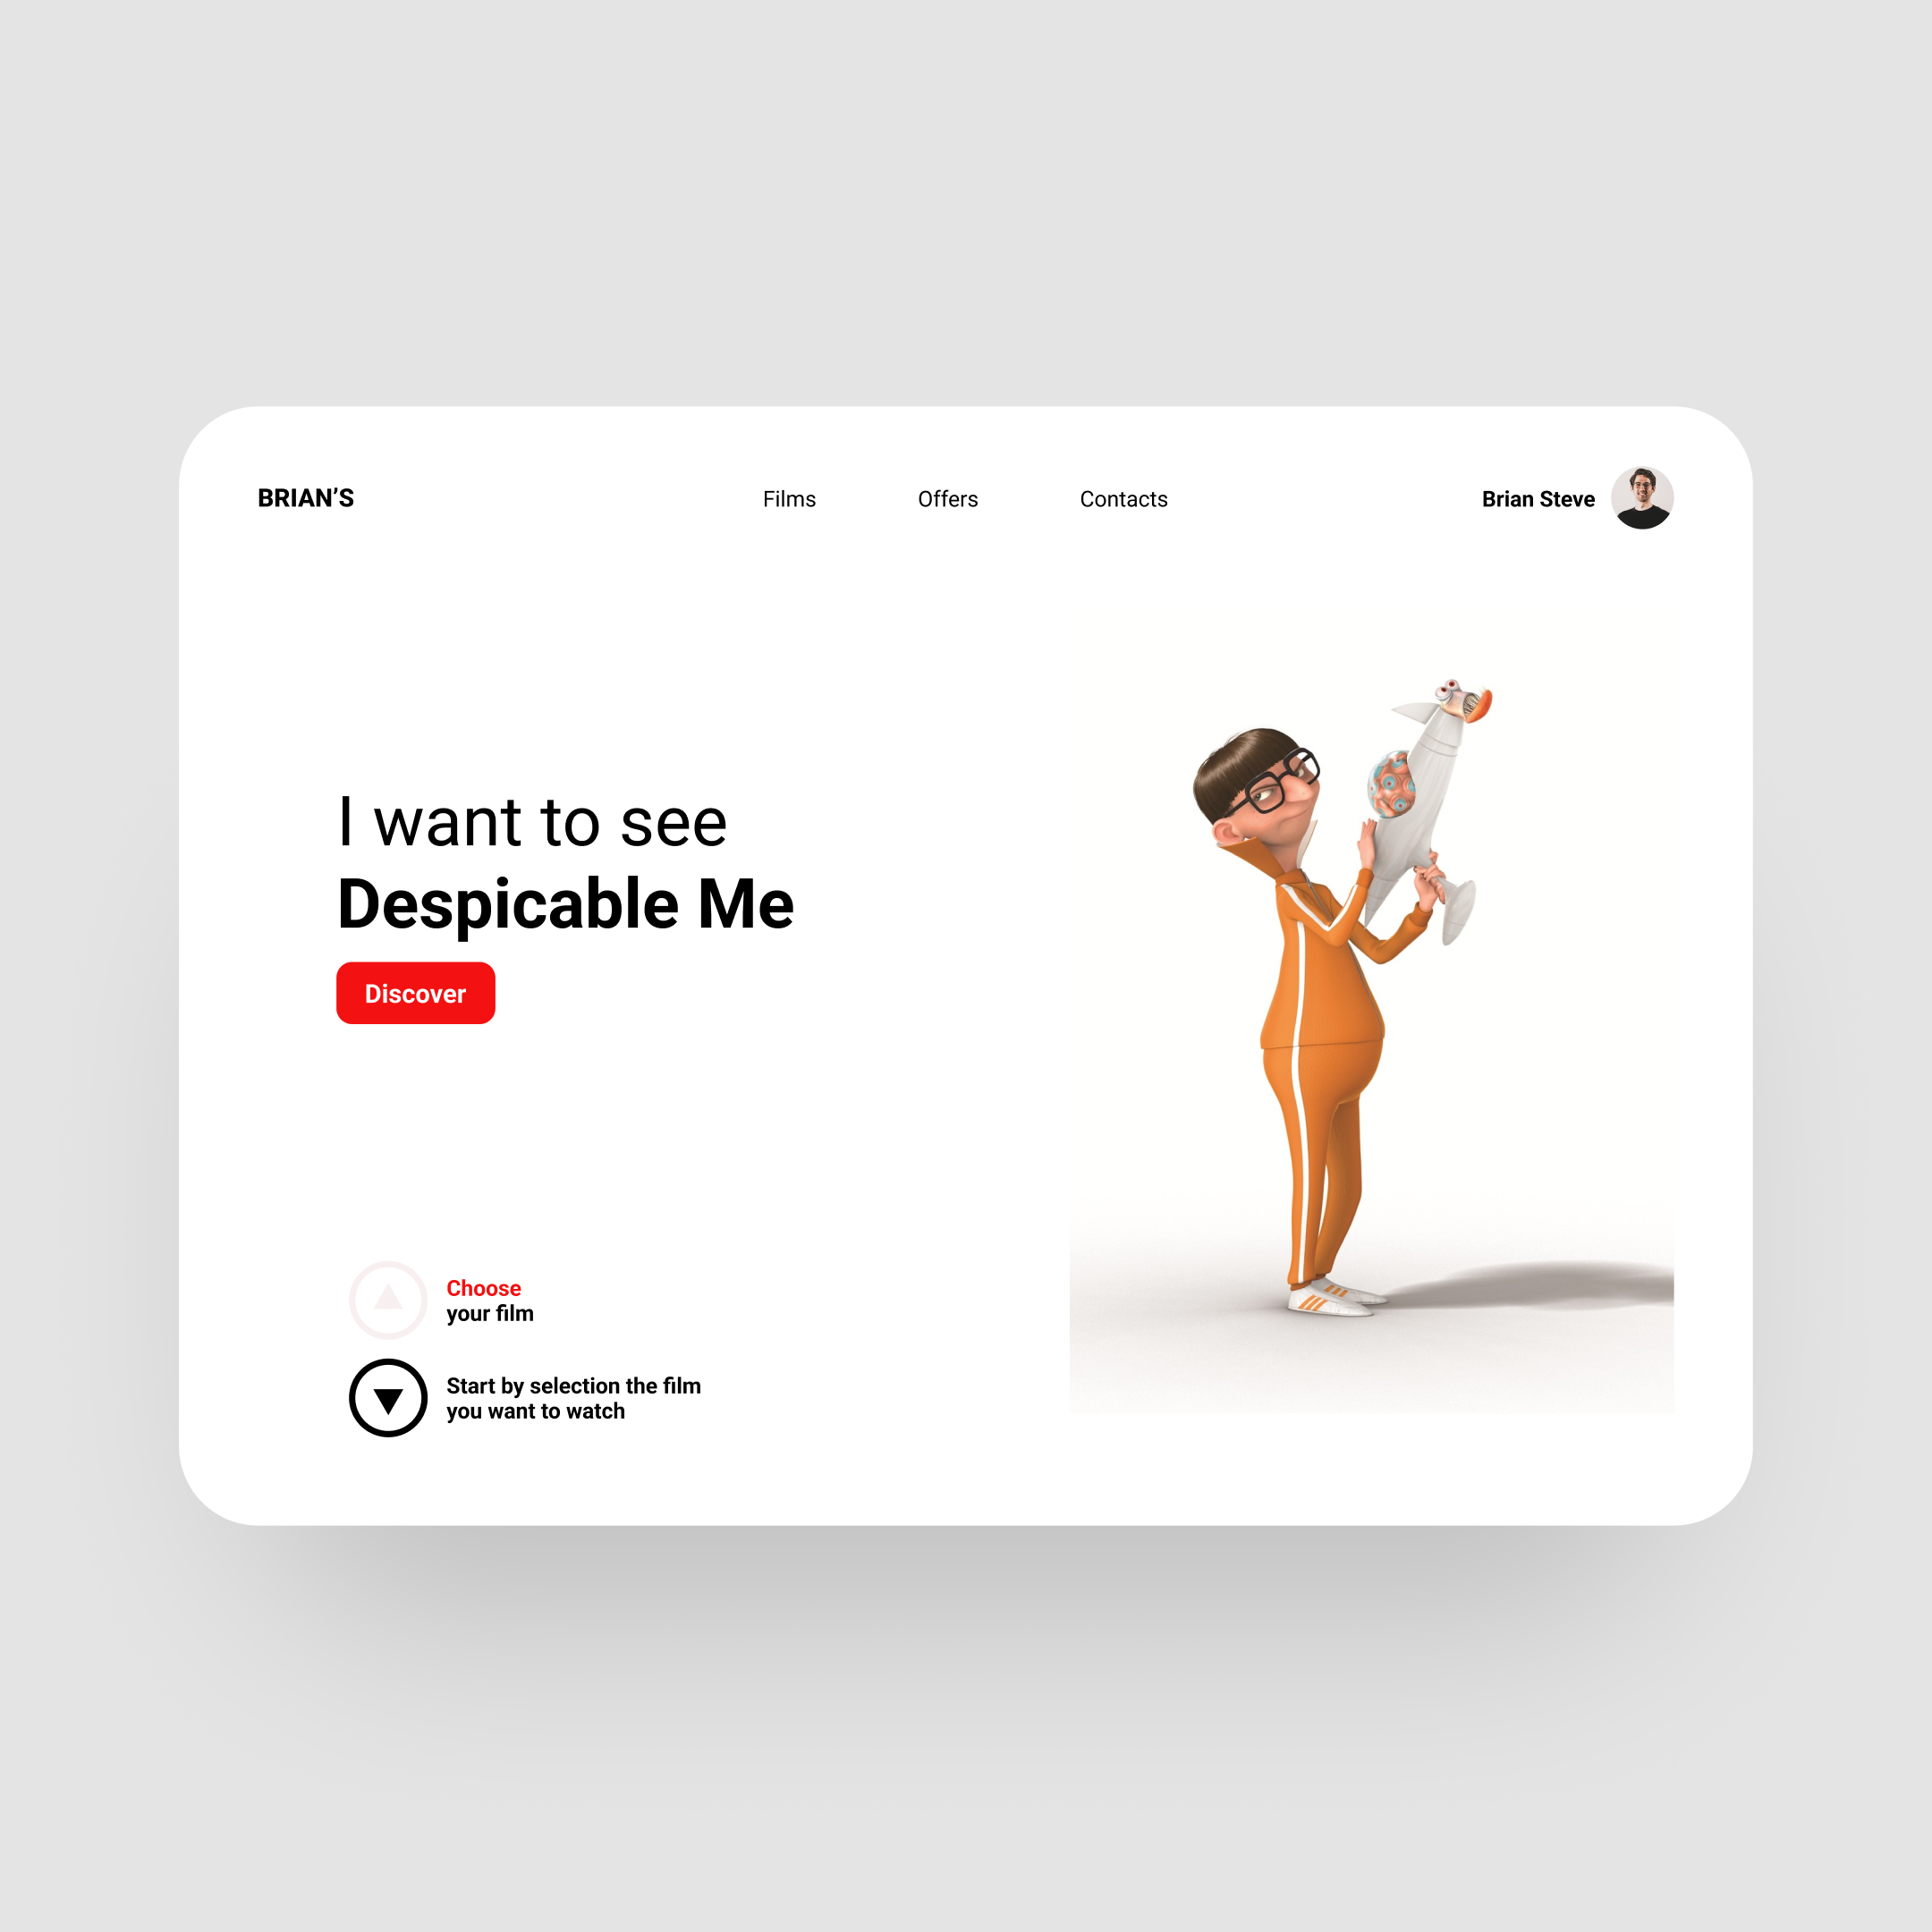 BRIAN’S
Films
Offers
Contacts
Brian Steve
I want to see
Despicable Me
Discover
Choose
your film
Start by selection the film
you want to watch